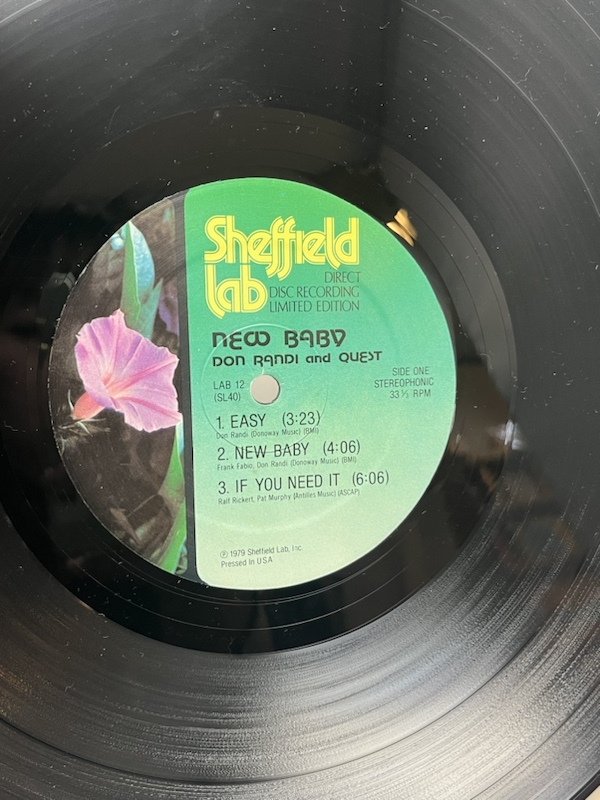 Sheffield
Lab
DIRECT
DISC RECORDING
LIMITED EDITION
NEW BABY
DON RANDI and QUEST
LAB 12
(SL40)
SIDE ONE
STEREOPHONIC
33⅓ RPM
1. EASY (3:23)
Don Randi (Donoway Music) (BMI)
2. NEW BABY (4:06)
Frank Fabio, Don Randi (Donoway Music) (BMI)
3. IF YOU NEED IT (6:06)
Ralf Rickert, Pat Murphy (Antilles Music) (ASCAP)
℗ 1979 Sheffield Lab, Inc.
Pressed In USA